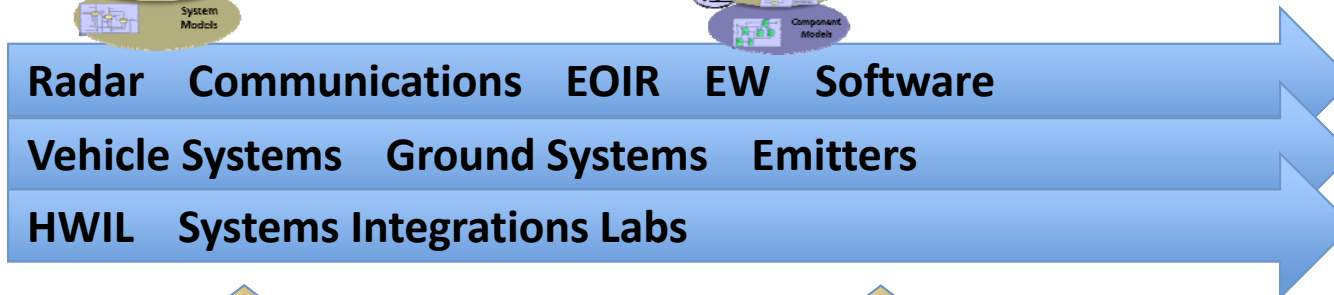 System
Models
Component
Models
Radar Communications EOIR EW Software
Vehicle Systems Ground Systems Emitters
HWIL Systems Integrations Labs